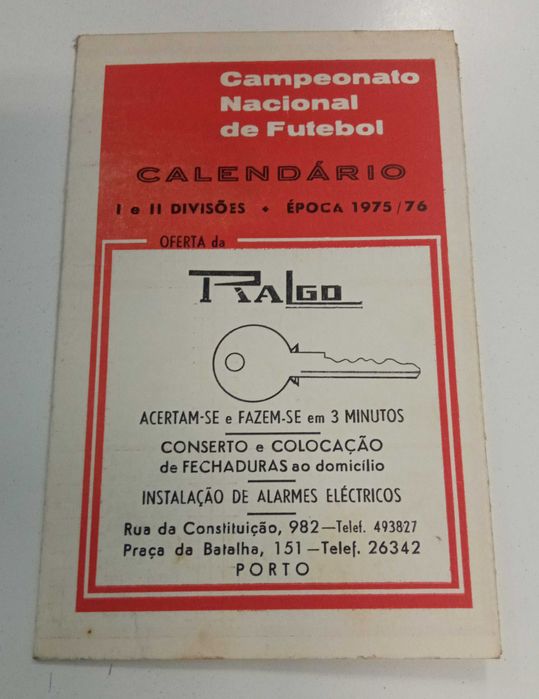 Campeonato
Nacional
de Futebol
CALENDÁRIO
I e II DIVISÕES • ÉPOCA 1975/76
OFERTA da
RALGO
ACERTAM-SE e FAZEM-SE em 3 MINUTOS
CONSERTO e COLOCAÇÃO
de FECHADURAS ao domicílio
INSTALAÇÃO DE ALARMES ELÉCTRICOS
Rua da Constituição, 982—Telef. 493827
Praça da Batalha, 151—Telef. 26342
PORTO